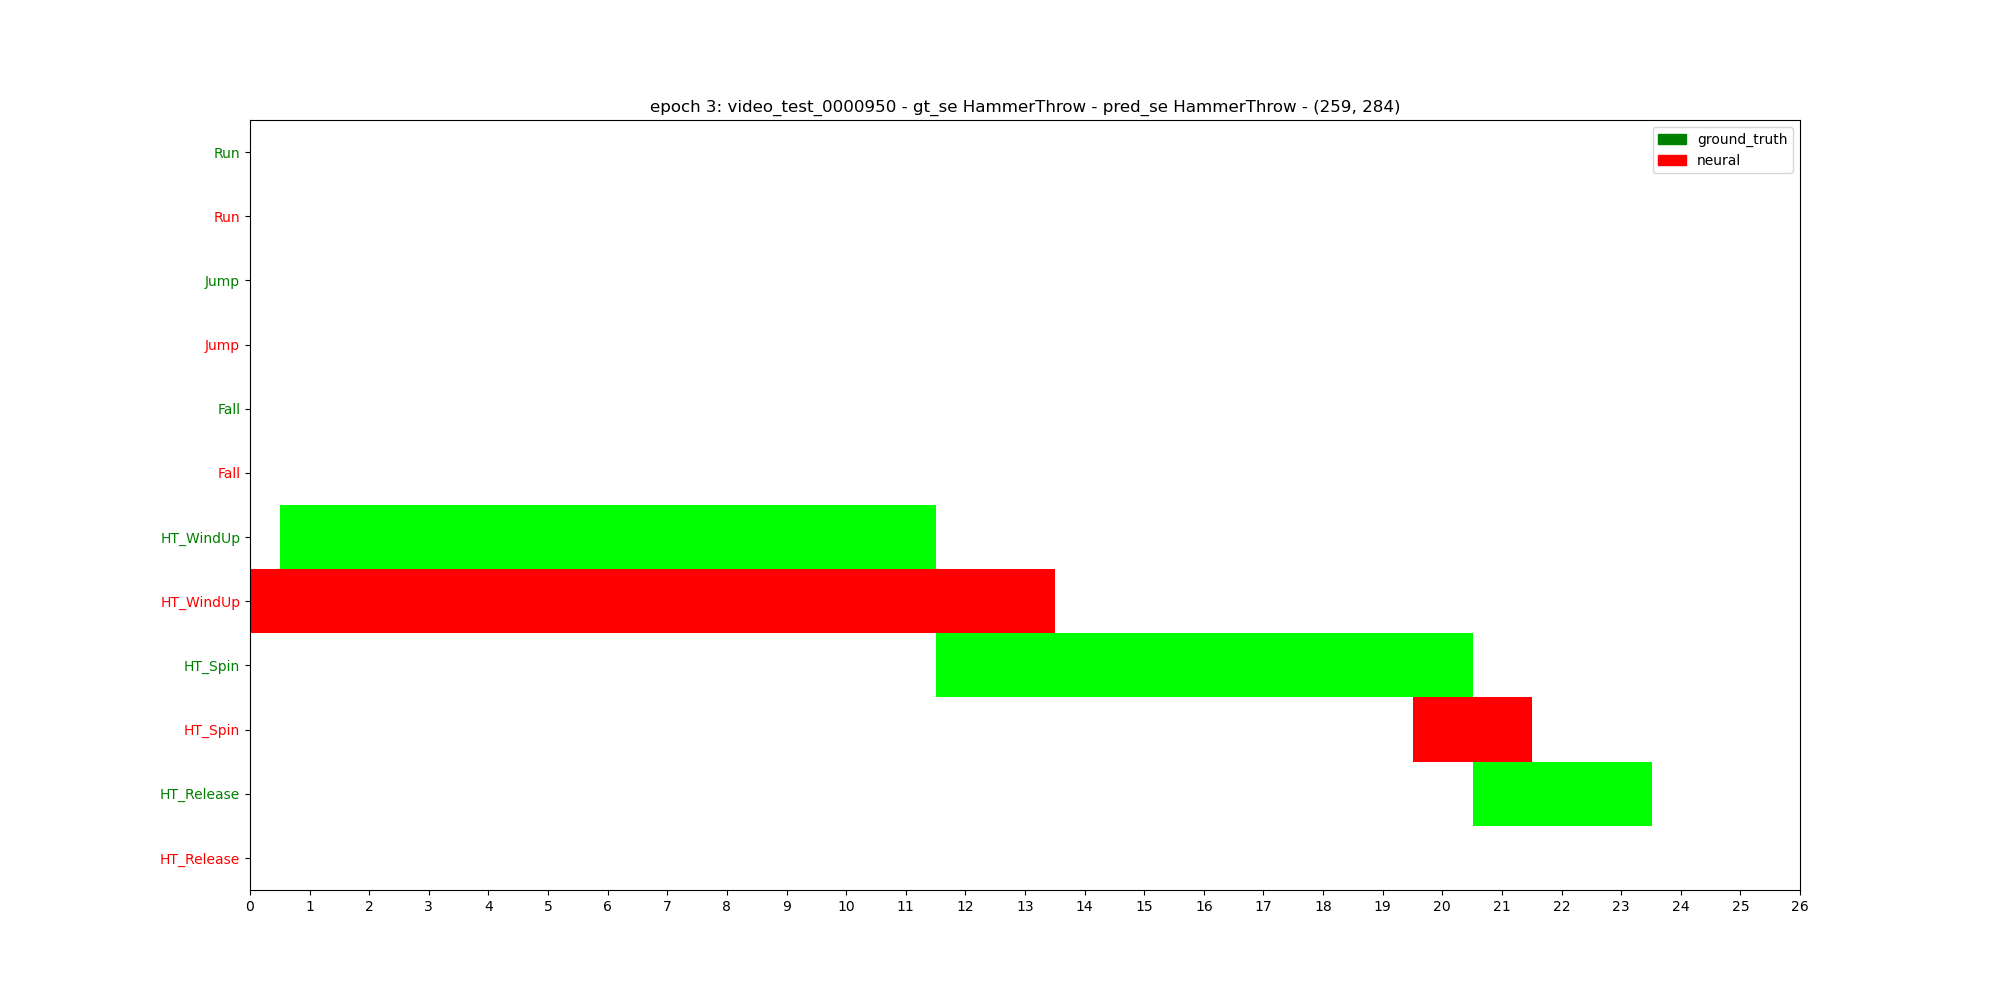 epoch 3: video_test_0000950 - gt_se HammerThrow - pred_se HammerThrow - (259, 284)
ground_truth
neural
Run
Run
Jump
Jump
Fall
Fall
HT_WindUp
HT_WindUp
HT_Spin
HT_Spin
HT_Release
HT_Release
0 1 2 3 4 5 6 7 8 9 10 11 12 13 14 15 16 17 18 19 20 21 22 23 24 25 26